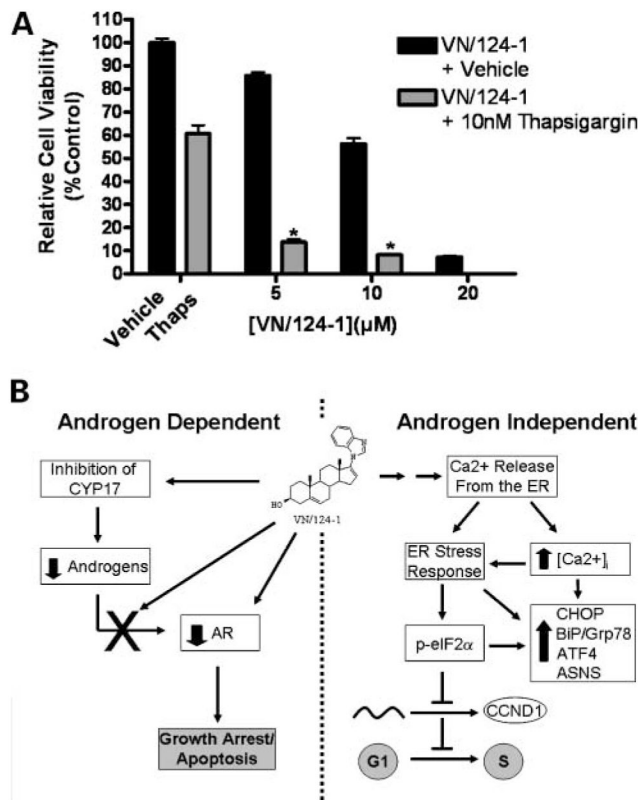 A
Relative Cell Viability
(%Control)
110
100
90
80
70
60
50
40
30
20
10
0
VN/124-1
+ Vehicle
VN/124-1
+ 10nM Thapsigargin
*
*
Vehicle
Thaps
5
10
20
[VN/124-1](µM)
B
Androgen Dependent
Androgen Independent
Inhibition of
CYP17
HO
N
VN/124-1
Ca2+ Release
From the ER
Androgens
ER Stress
Response
[Ca2+]i
X
AR
p-eIF2α
CHOP
BiP/Grp78
ATF4
ASNS
Growth Arrest/
Apoptosis
CCND1
G1
S